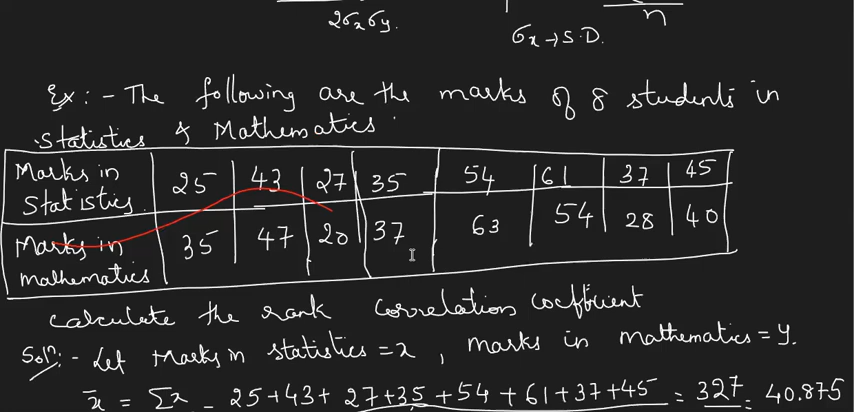 2σxσy.
n
σx → S.D.
Ex :- The following are the marks of 8 students in
Statistics & Mathematics.
Marks in Statistics 25 43 27 35 54 61 37 45
Marks in mathematics 35 47 20 37 63 54 28 40
calculate the rank correlation coefficient
Soln:- Let Marks in statistics = x, marks in mathematics = y.
x̄ = Σx = 25+43+27+35+54+61+37+45 = 327 = 40.875